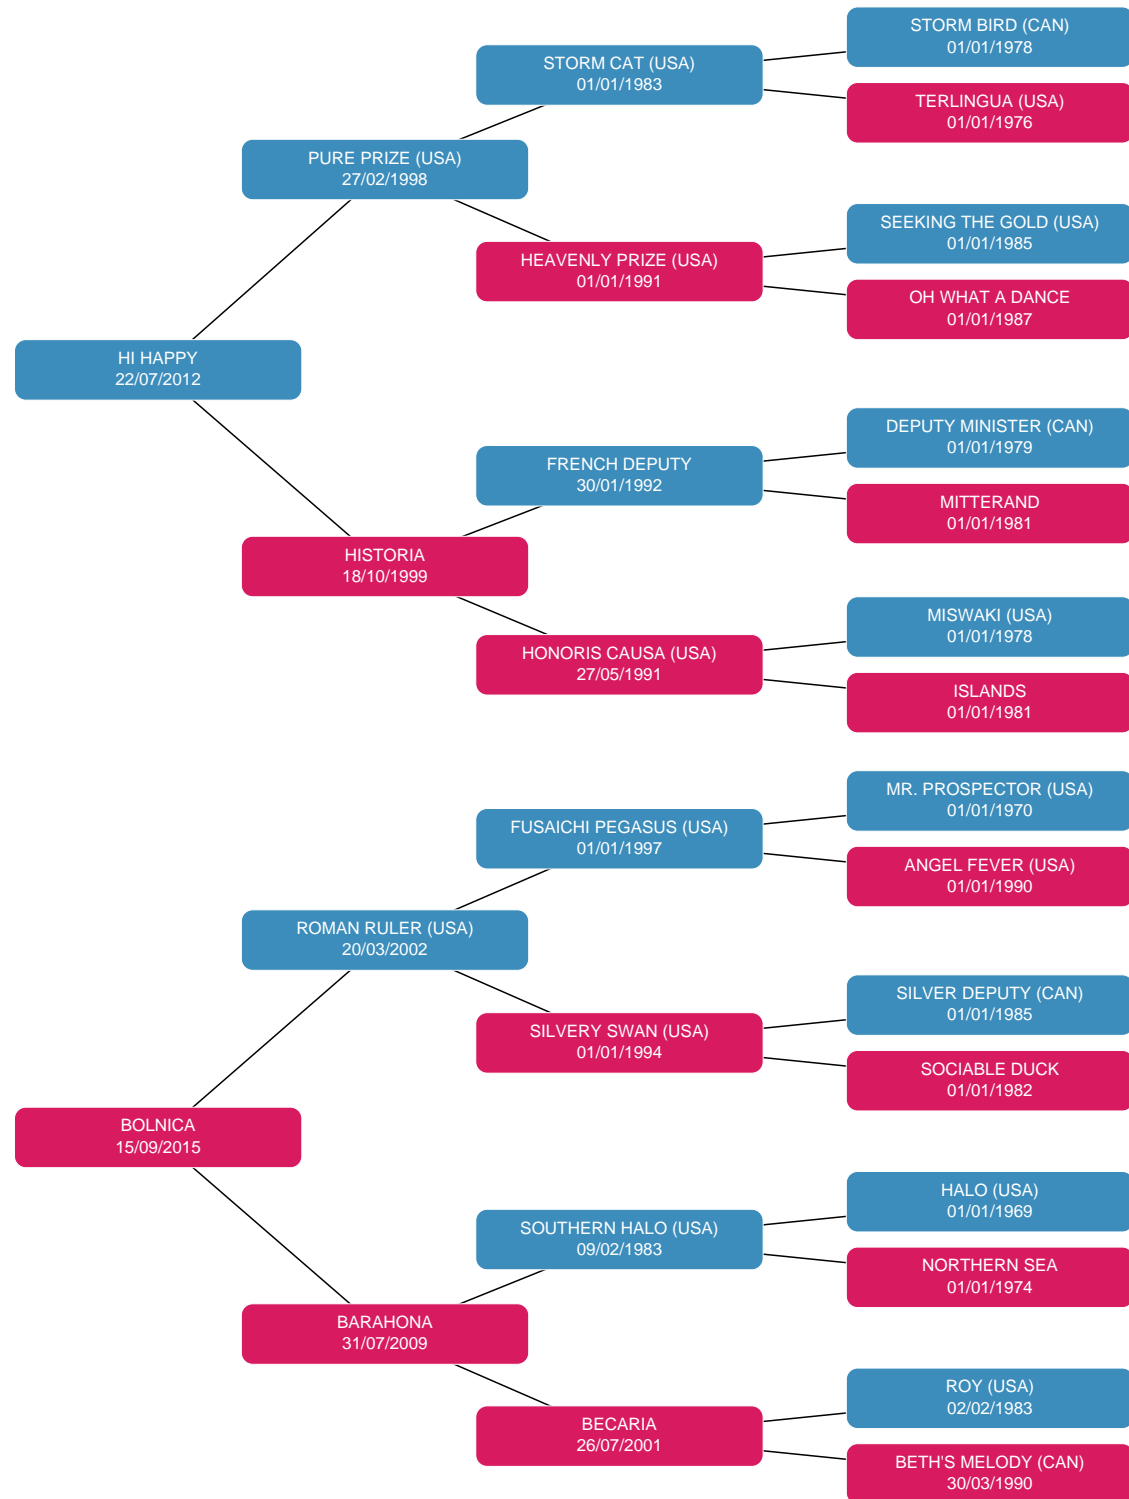 STORM BIRD (CAN)
01/01/1978
STORM CAT (USA)
01/01/1983
TERLINGUA (USA)
01/01/1976
PURE PRIZE (USA)
27/02/1998
SEEKING THE GOLD (USA)
01/01/1985
HEAVENLY PRIZE (USA)
01/01/1991
OH WHAT A DANCE
01/01/1987
HI HAPPY
22/07/2012
DEPUTY MINISTER (CAN)
01/01/1979
FRENCH DEPUTY
30/01/1992
MITTERAND
01/01/1981
HISTORIA
18/10/1999
MISWAKI (USA)
01/01/1978
HONORIS CAUSA (USA)
27/05/1991
ISLANDS
01/01/1981
MR. PROSPECTOR (USA)
01/01/1970
FUSAICHI PEGASUS (USA)
01/01/1997
ANGEL FEVER (USA)
01/01/1990
ROMAN RULER (USA)
20/03/2002
SILVER DEPUTY (CAN)
01/01/1985
SILVERY SWAN (USA)
01/01/1994
SOCIABLE DUCK
01/01/1982
BOLNICA
15/09/2015
HALO (USA)
01/01/1969
SOUTHERN HALO (USA)
09/02/1983
NORTHERN SEA
01/01/1974
BARAHONA
31/07/2009
ROY (USA)
02/02/1983
BECARIA
26/07/2001
BETH'S MELODY (CAN)
30/03/1990